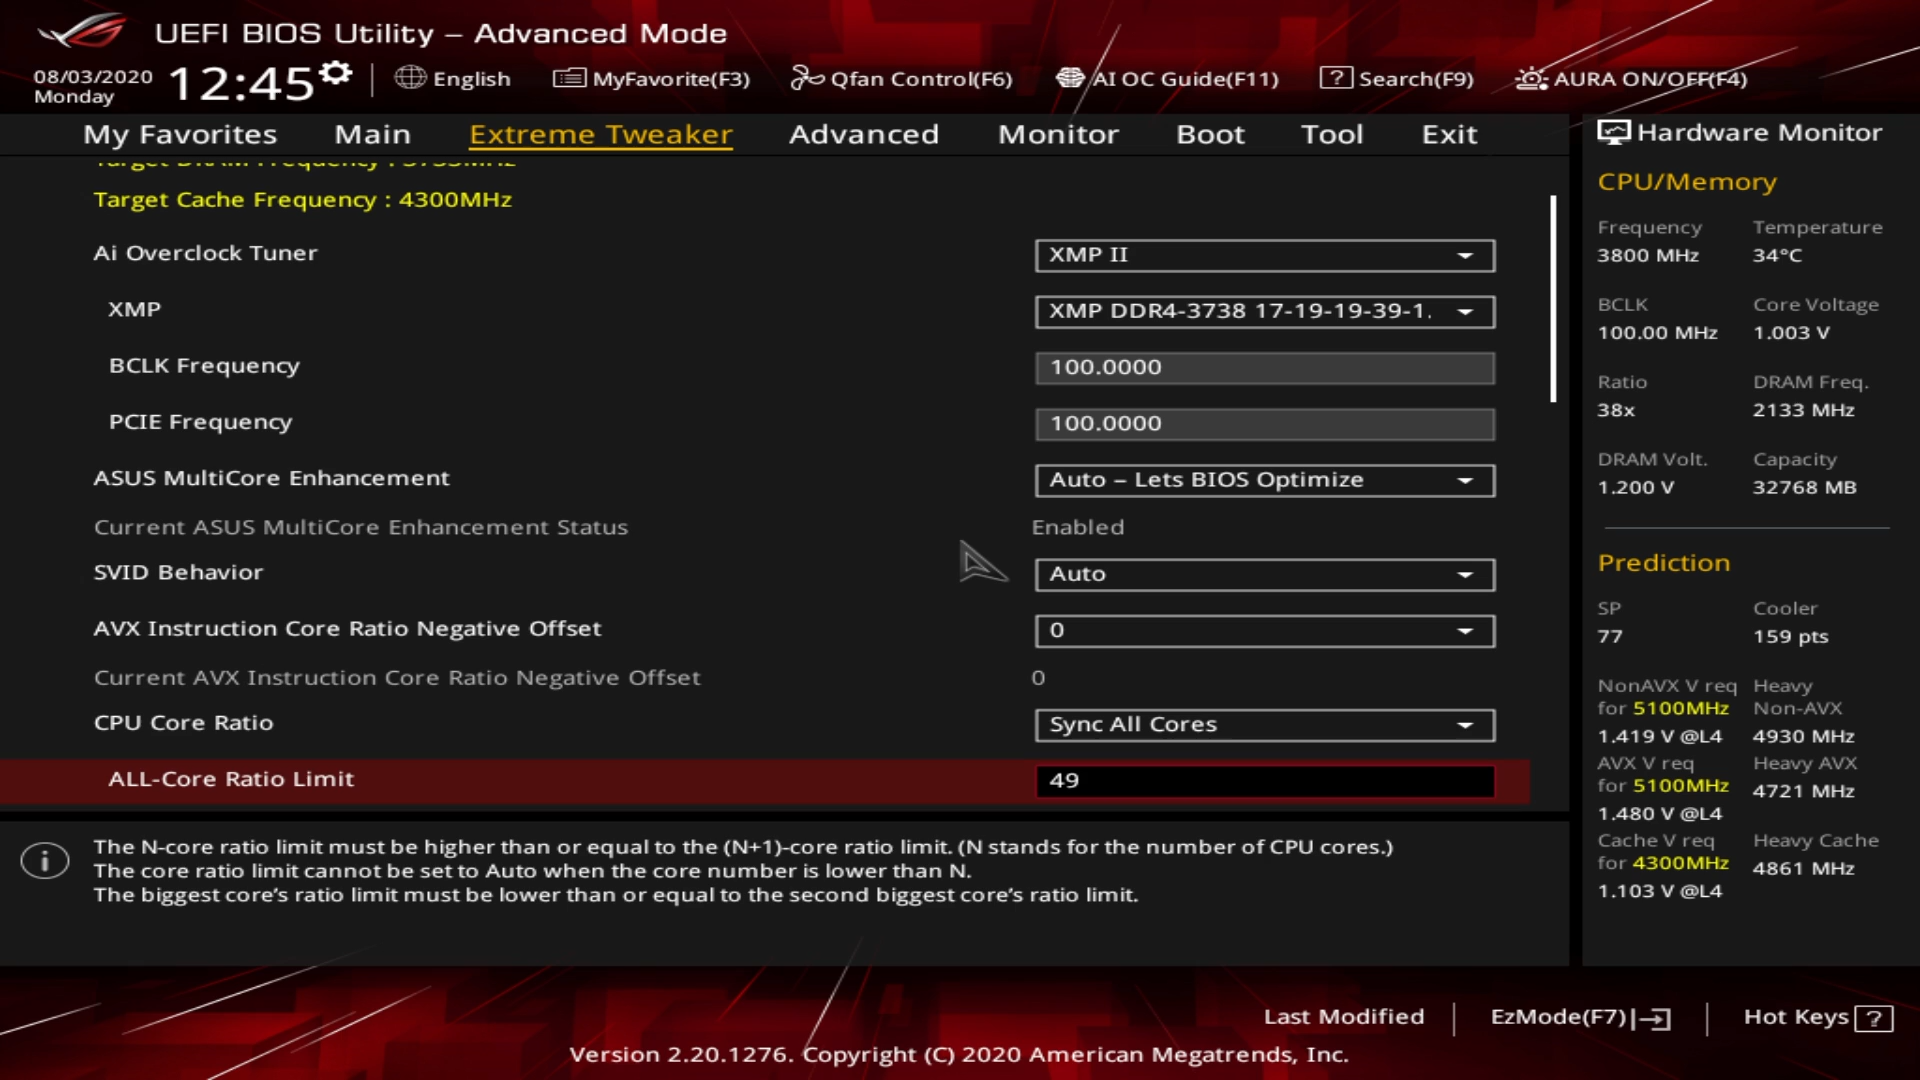 UEFI BIOS Utility – Advanced Mode
08/03/2020
Monday
12:45
English
MyFavorite(F3)
Qfan Control(F6)
AI OC Guide(F11)
Search(F9)
AURA ON/OFF(F4)
My Favorites
Main
Extreme Tweaker
Advanced
Monitor
Boot
Tool
Exit
Target Cache Frequency : 4300MHz
Ai Overclock Tuner
XMP II
XMP
XMP DDR4-3738 17-19-19-39-1.
BCLK Frequency
100.0000
PCIE Frequency
100.0000
ASUS MultiCore Enhancement
Auto – Lets BIOS Optimize
Current ASUS MultiCore Enhancement Status
Enabled
SVID Behavior
Auto
AVX Instruction Core Ratio Negative Offset
0
Current AVX Instruction Core Ratio Negative Offset
0
CPU Core Ratio
Sync All Cores
ALL-Core Ratio Limit
49
The N-core ratio limit must be higher than or equal to the (N+1)-core ratio limit. (N stands for the number of CPU cores.)
The core ratio limit cannot be set to Auto when the core number is lower than N.
The biggest core's ratio limit must be lower than or equal to the second biggest core's ratio limit.
Hardware Monitor
CPU/Memory
Frequency
Temperature
3800 MHz
34°C
BCLK
Core Voltage
100.00 MHz
1.003 V
Ratio
DRAM Freq.
38x
2133 MHz
DRAM Volt.
Capacity
1.200 V
32768 MB
Prediction
SP
Cooler
77
159 pts
NonAVX V req
for 5100MHz
1.419 V @L4
Heavy
Non-AVX
4930 MHz
AVX V req
for 5100MHz
1.480 V @L4
Heavy AVX
4721 MHz
Cache V req
for 4300MHz
1.103 V @L4
Heavy Cache
4861 MHz
Last Modified
EzMode(F7)
Hot Keys ?
Version 2.20.1276. Copyright (C) 2020 American Megatrends, Inc.